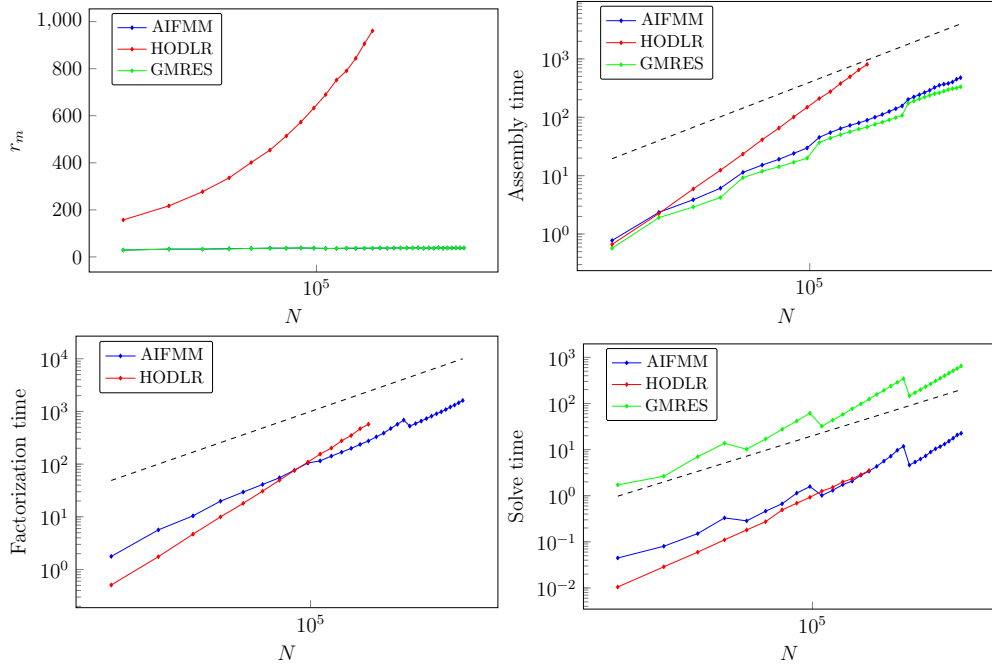 1,000
800
600
400
200
0
r_m
AIFMM
HODLR
GMRES
10^5
N
10^3
10^2
10^1
10^0
Assembly time
AIFMM
HODLR
GMRES
10^5
N
10^4
10^3
10^2
10^1
10^0
Factorization time
AIFMM
HODLR
10^5
N
10^3
10^2
10^1
10^0
10^-1
10^-2
Solve time
AIFMM
HODLR
GMRES
10^5
N